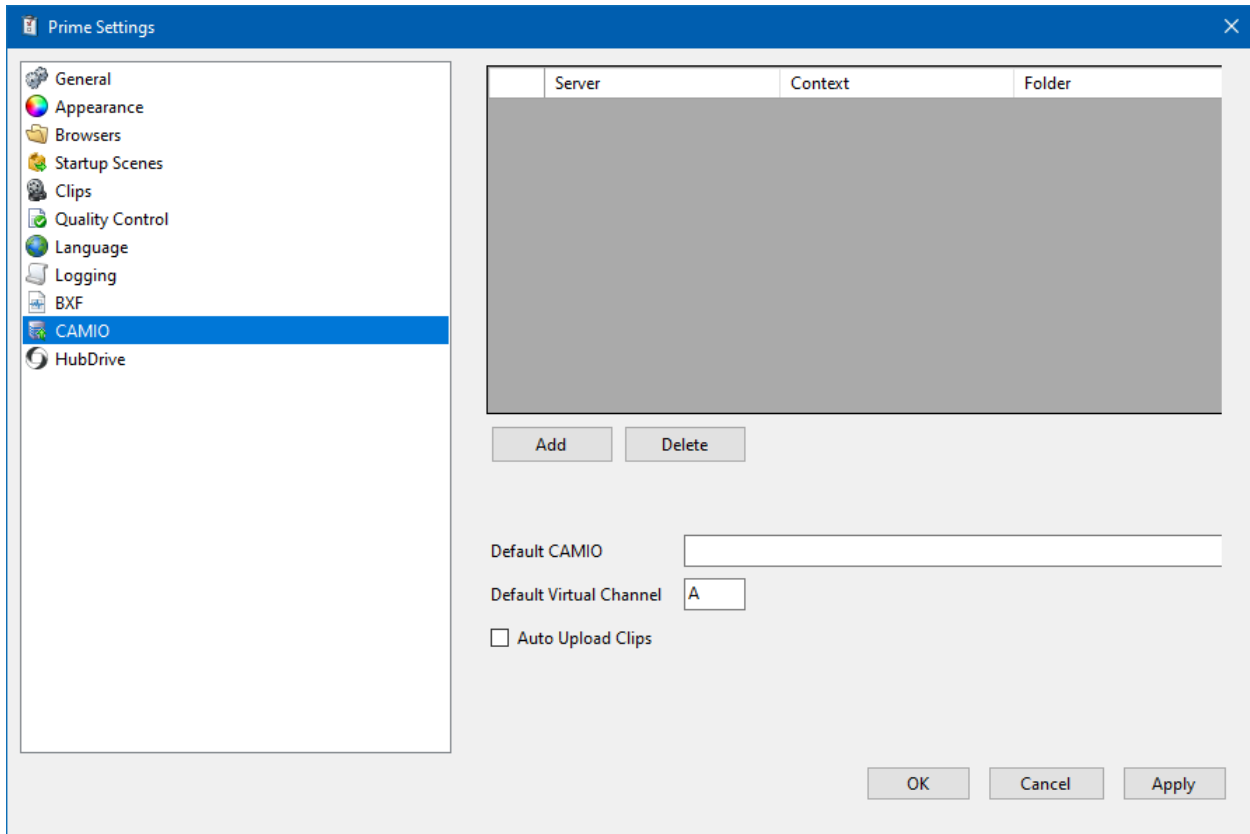 Prime Settings
General
Appearance
Browsers
Startup Scenes
Clips
Quality Control
Language
Logging
BXF
CAMIO
HubDrive
Server Context Folder
Add Delete
Default CAMIO
Default Virtual Channel A
Auto Upload Clips
OK Cancel Apply